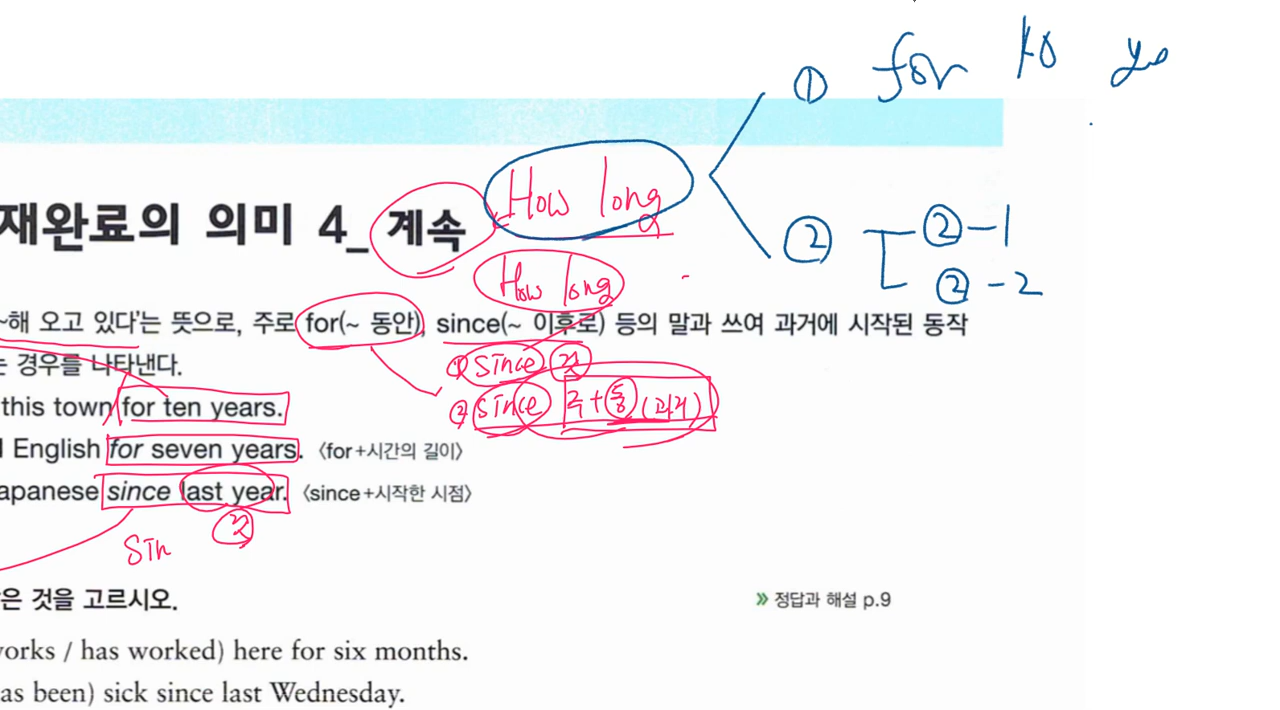 ① for 10 ye
② ②-1
②-2
재완료의 의미 4_ 계속 How long
How long
~해 오고 있다'는 뜻으로, 주로 for(~ 동안), since(~ 이후로) 등의 말과 쓰여 과거에 시작된 동작
는 경우를 나타낸다.
① since
② since 주+동 (과거)
this town for ten years.
l English for seven years. 〈for+시간의 길이〉
apanese since last year. 〈since+시작한 시점〉
sin
은 것을 고르시오.
» 정답과 해설 p.9
works / has worked) here for six months.
as been) sick since last Wednesday.